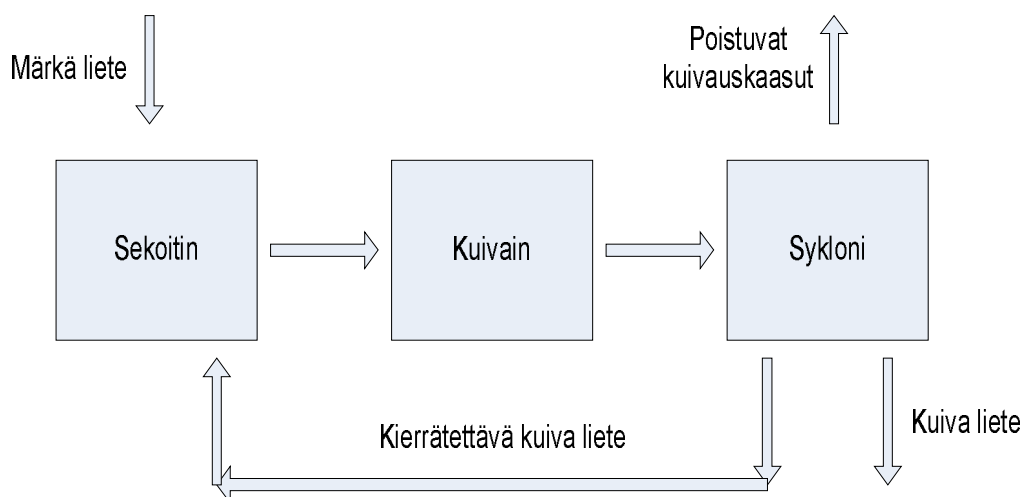 Märkä liete
Poistuvat
kuivauskaasut
Sekoitin
Kuivain
Sykloni
Kierrätettävä kuiva liete
Kuiva liete